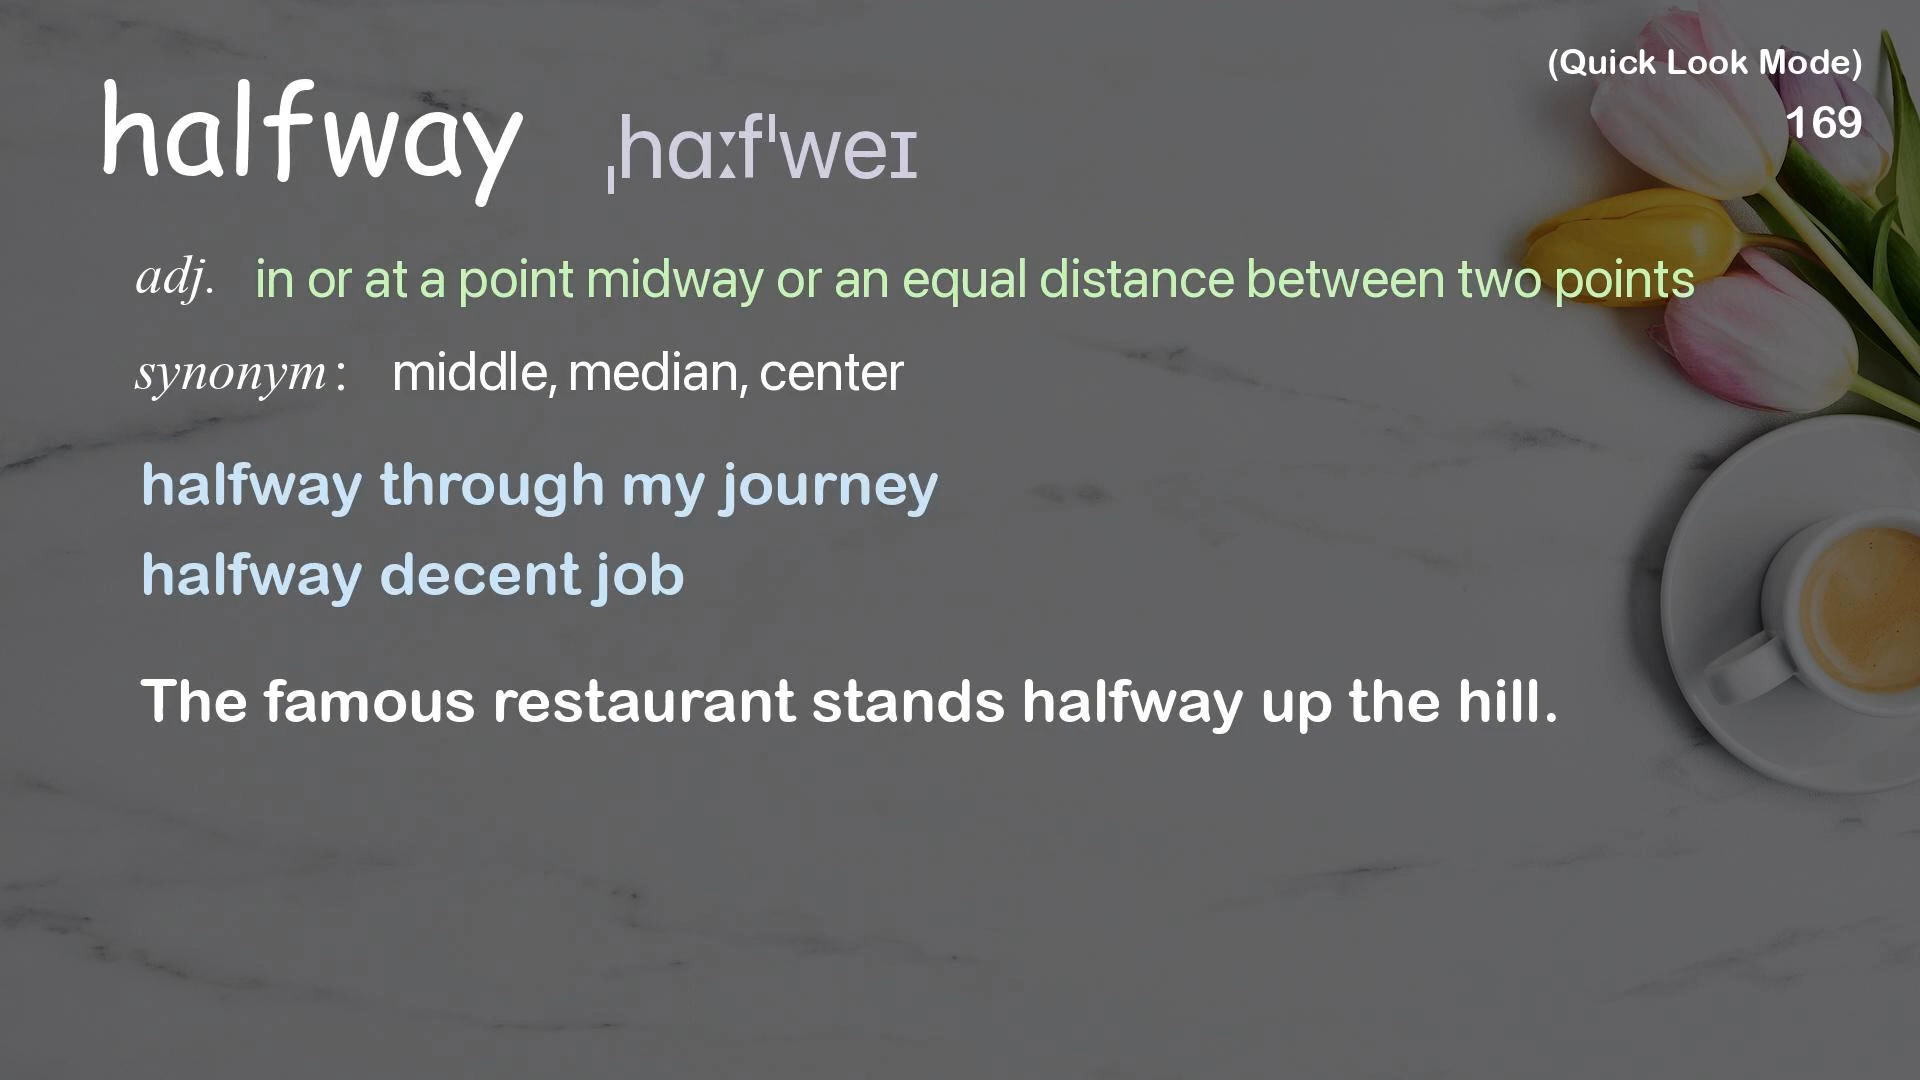 (Quick Look Mode)
169
halfway ˌhɑːfˈweɪ
adj. in or at a point midway or an equal distance between two points
synonym: middle, median, center
halfway through my journey
halfway decent job
The famous restaurant stands halfway up the hill.